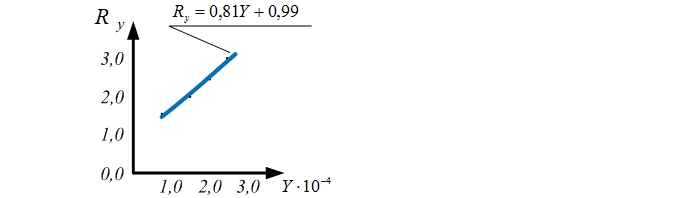 R y
R_y = 0,81Y + 0,99
3,0
2,0
1,0
0,0
1,0 2,0 3,0 Y·10⁻⁴